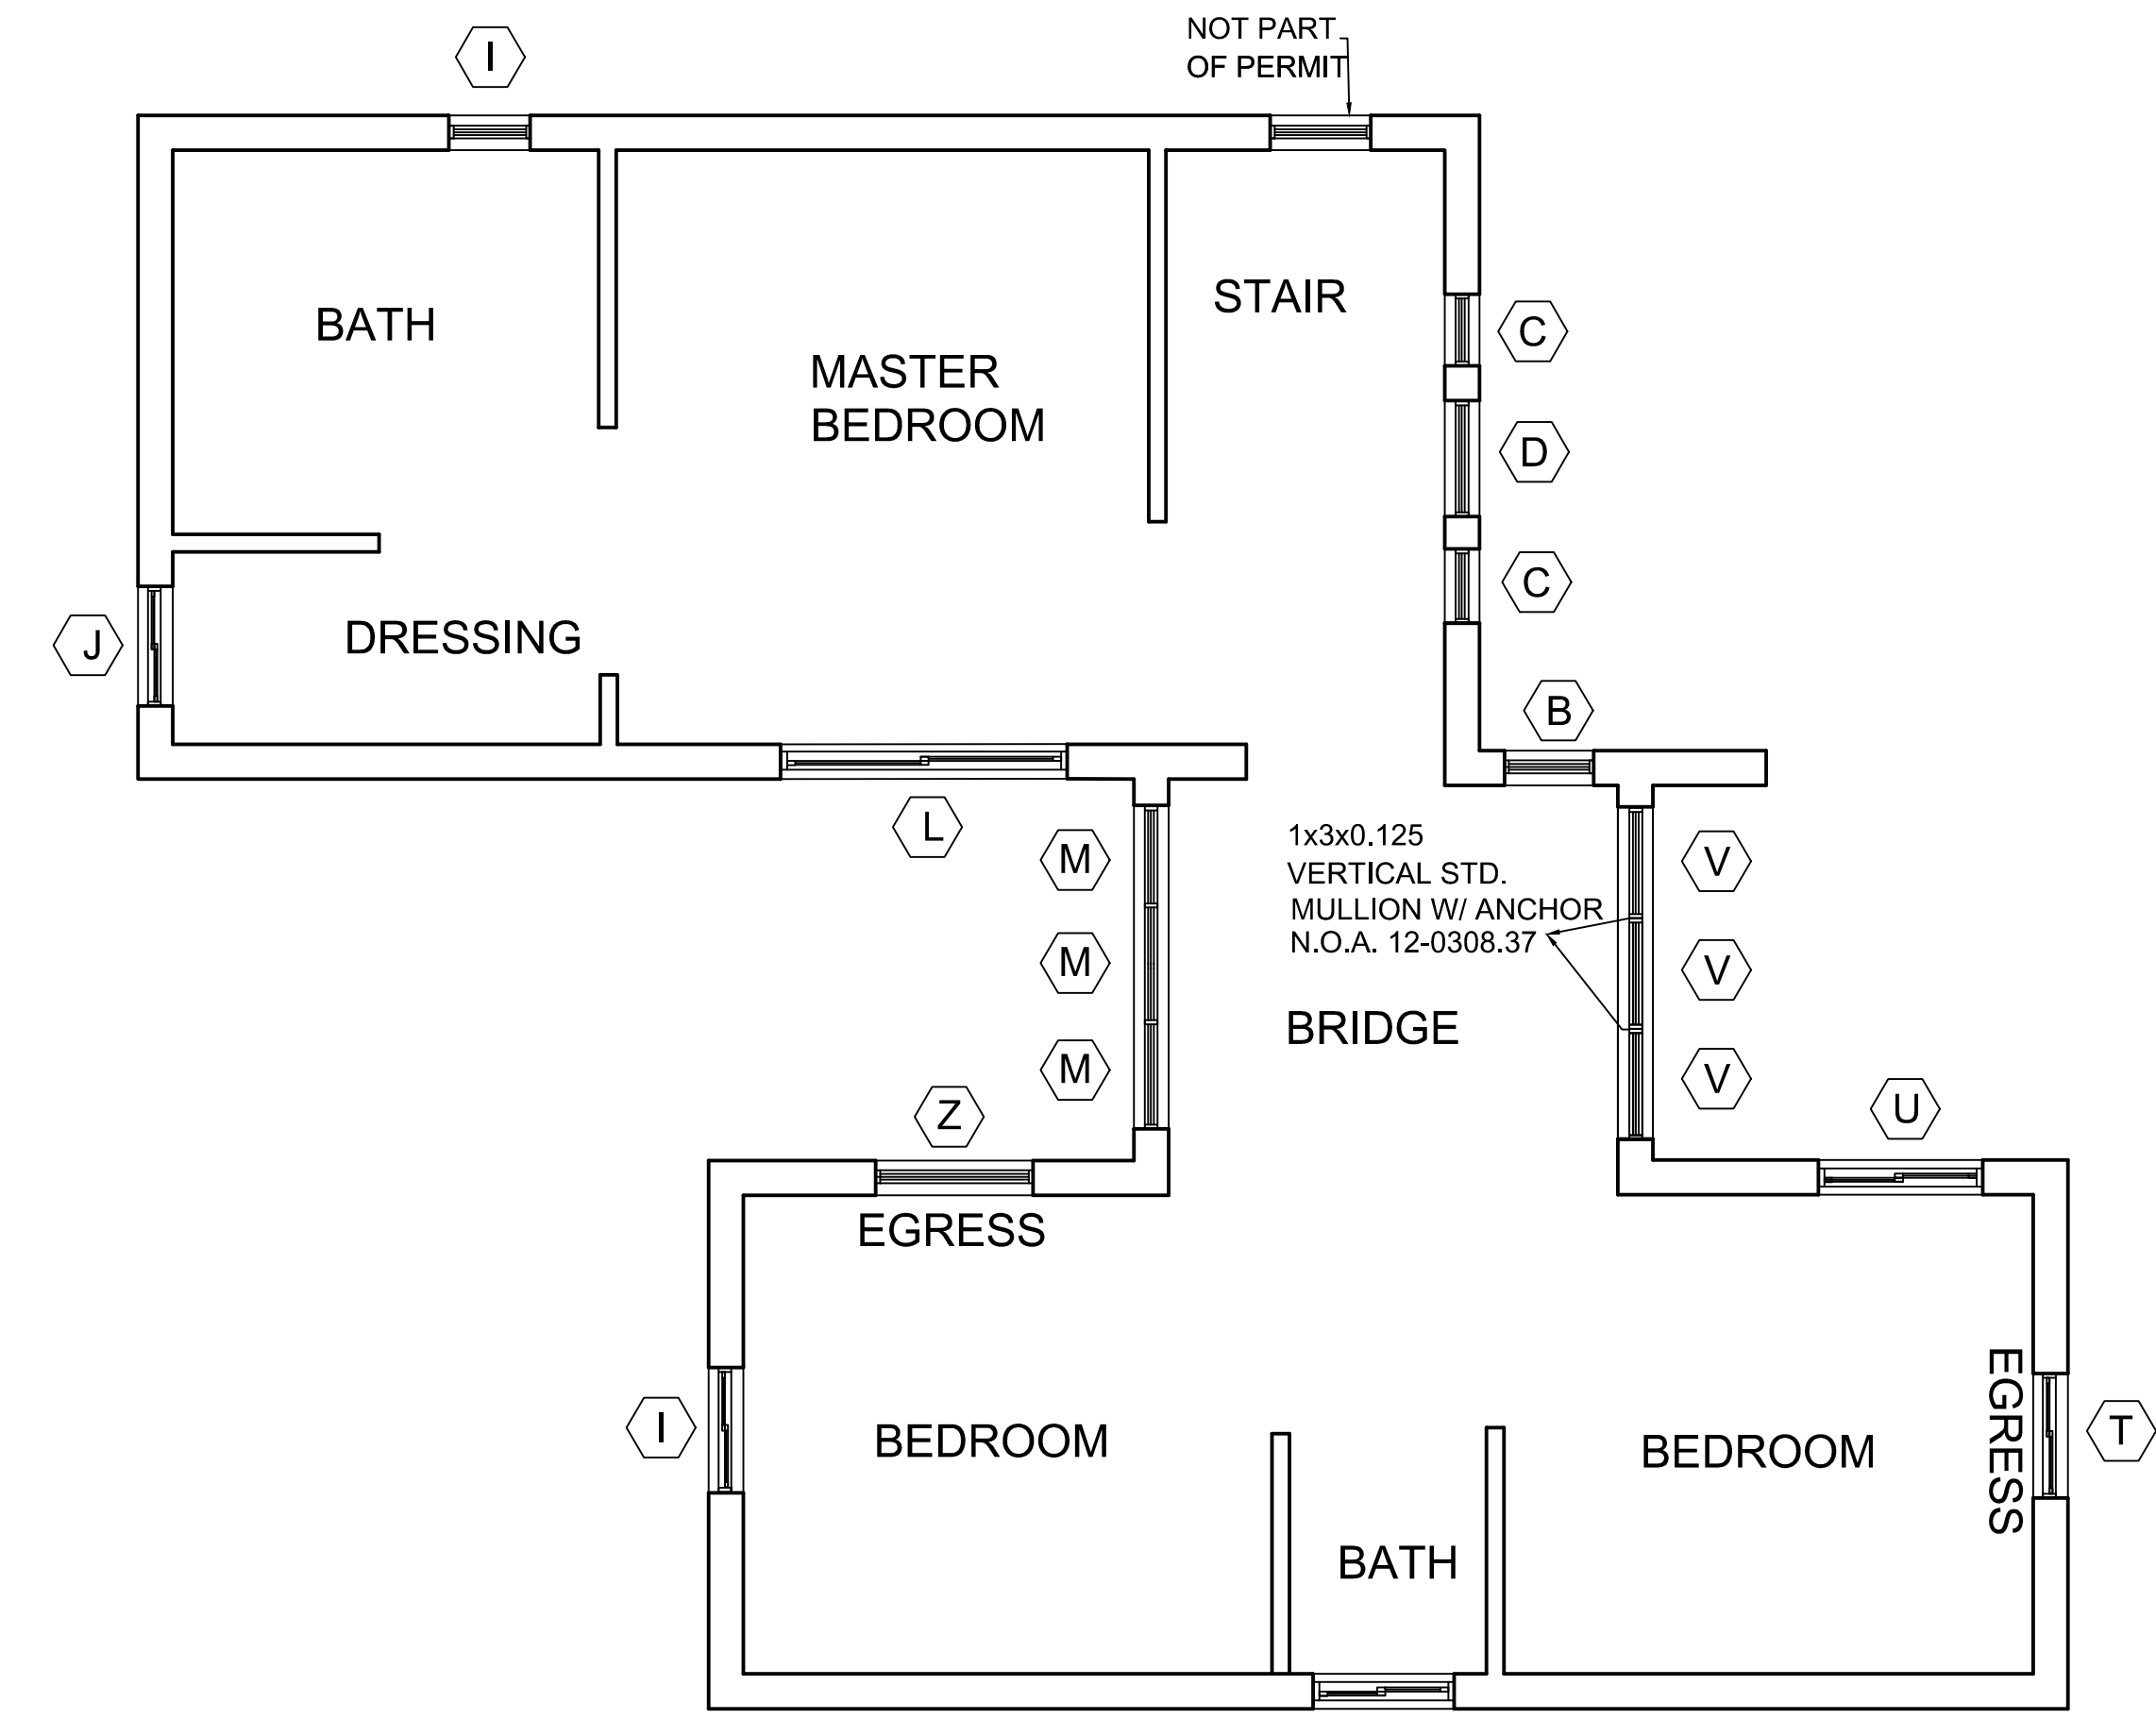 NOT PART
OF PERMIT
I
BATH
STAIR
C
MASTER
BEDROOM
D
C
J
DRESSING
B
L
M
M
M
1x3x0.125
VERTICAL STD.
MULLION W/ ANCHOR
N.O.A. 12-0308.37
V
V
V
BRIDGE
Z
U
EGRESS
EGRESS
I
BEDROOM
BEDROOM
T
BATH